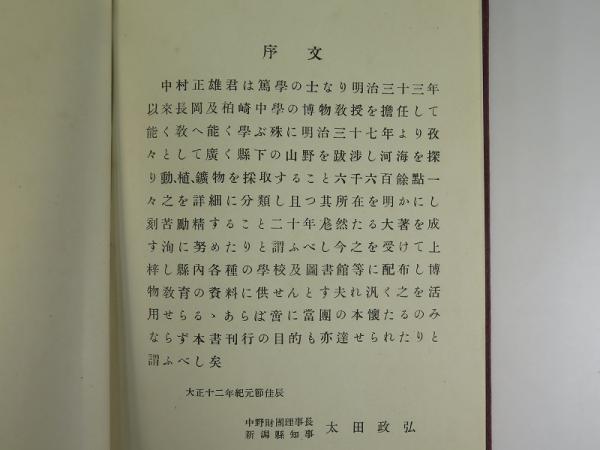 序文
中村正雄君は篤學の士なり明治三十三年
以來長岡及柏崎中學の博物敎授を擔任して
能く敎へ能く學ぶ殊に明治三十七年より孜
々として廣く縣下の山野を跋涉し河海を探
り動、植、鑛物を採取すること六千六百餘點一
々之を詳細に分類し且つ其所在を明かにし
刻苦勵精すること二十年尨然たる大著を成
す洵に努めたりと謂ふべし今之を受けて上
梓し縣內各種の學校及圖書館等に配布し博
物敎育の資料に供せんとす夫れ汎く之を活
用せらるゝあらば啻に當團の本懷たるのみ
ならず本書刊行の目的も亦達せられたりと
謂ふべし矣
大正十二年紀元節佳辰
中野財團理事長
新潟縣知事
太田政弘